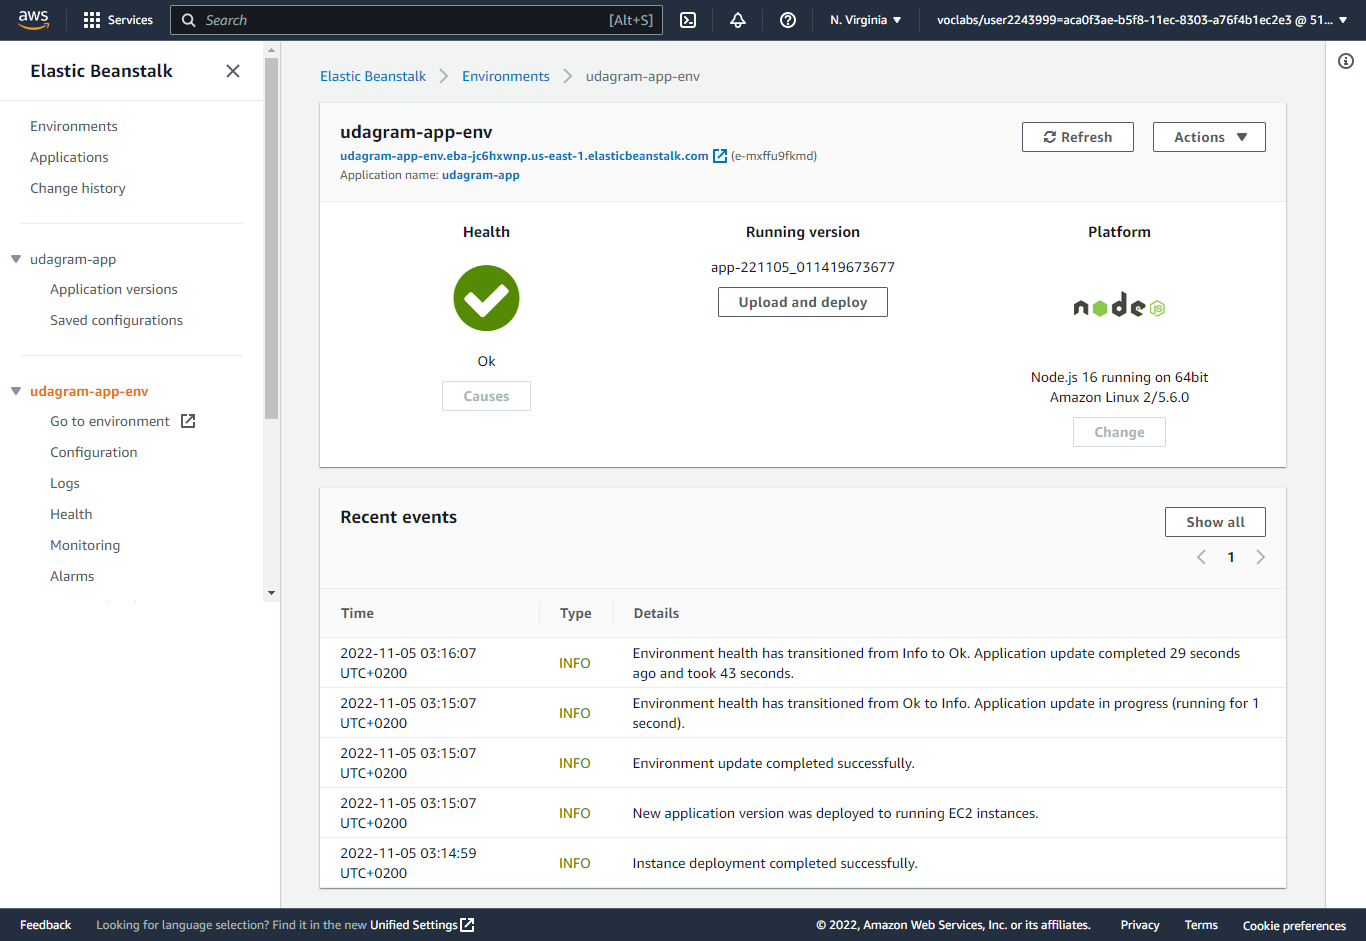 aws
Services
Search
[Alt+S]
N. Virginia
voclabs/user2243999=aca0f3ae-b5f8-11ec-8303-a76f4b1ec2e3 @ 51...
Elastic Beanstalk
Environments
Applications
Change history
udagram-app
Application versions
Saved configurations
udagram-app-env
Go to environment
Configuration
Logs
Health
Monitoring
Alarms
Elastic Beanstalk
Environments
udagram-app-env
udagram-app-env
udagram-app-env.eba-jc6hxwnp.us-east-1.elasticbeanstalk.com (e-mxffu9fkmd)
Application name: udagram-app
Refresh
Actions
Health
Ok
Causes
Running version
app-221105_011419673677
Upload and deploy
Platform
node JS
Node.js 16 running on 64bit
Amazon Linux 2/5.6.0
Change
Recent events
Show all
1
Time Type Details
2022-11-05 03:16:07
UTC+0200
INFO
Environment health has transitioned from Info to Ok. Application update completed 29 seconds
ago and took 43 seconds.
2022-11-05 03:15:07
UTC+0200
INFO
Environment health has transitioned from Ok to Info. Application update in progress (running for 1
second).
2022-11-05 03:15:07
UTC+0200
INFO
Environment update completed successfully.
2022-11-05 03:15:07
UTC+0200
INFO
New application version was deployed to running EC2 instances.
2022-11-05 03:14:59
UTC+0200
INFO
Instance deployment completed successfully.
Feedback
Looking for language selection? Find it in the new Unified Settings
© 2022, Amazon Web Services, Inc. or its affiliates.
Privacy
Terms
Cookie preferences